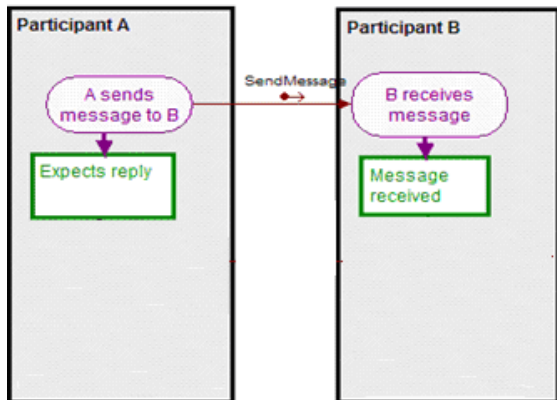 Participant A
Participant B
SendMessage
A sends
message to B
B receives
message
Expects reply
Message
received